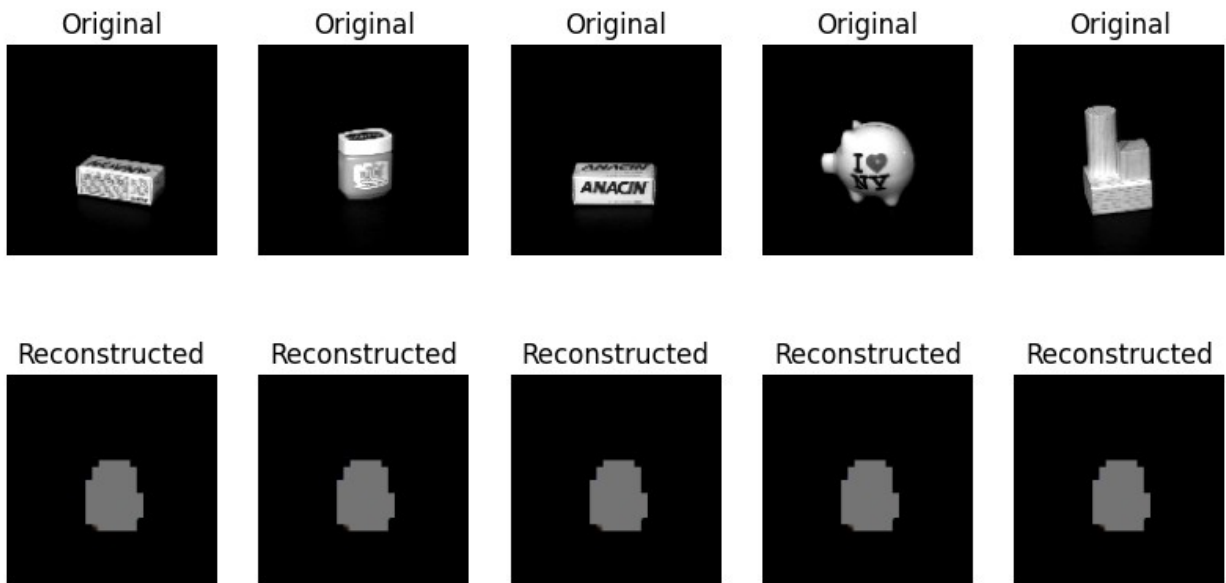 Original Original Original Original Original
ANACIN
ANACIN
I
NY
Reconstructed Reconstructed Reconstructed Reconstructed Reconstructed